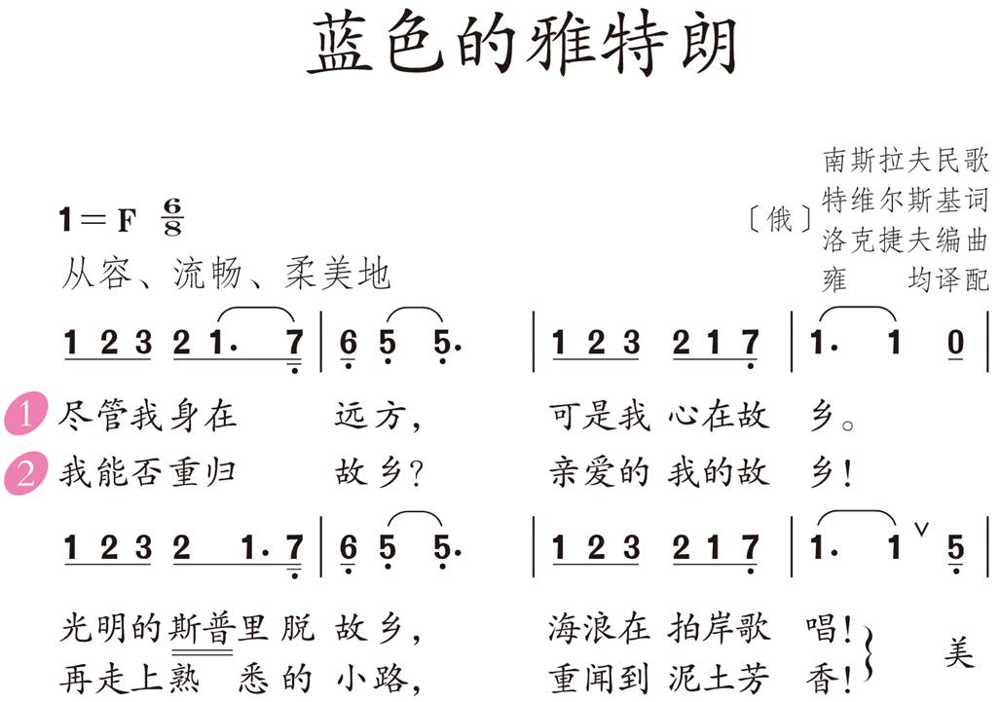 蓝色的雅特朗
南斯拉夫民歌
〔俄〕特维尔斯基词
洛克捷夫编曲
雍 均译配
1=F 6/8
从容、流畅、柔美地
1 2 3 2 1. 7 | 6 5 5. | 1 2 3 2 1 7 | 1. 1 0 |
1 尽管我身在 远方， 可是我 心在故 乡。
2 我能否重归 故乡？ 亲爱的 我的故 乡！
1 2 3 2 1. 7 | 6 5 5. | 1 2 3 2 1 7 | 1. 1 ∨ 5 |
光明的斯普里脱 故乡， 海浪在 拍岸歌 唱！ 美
再走上熟 悉的 小路， 重闻到 泥土芳 香！